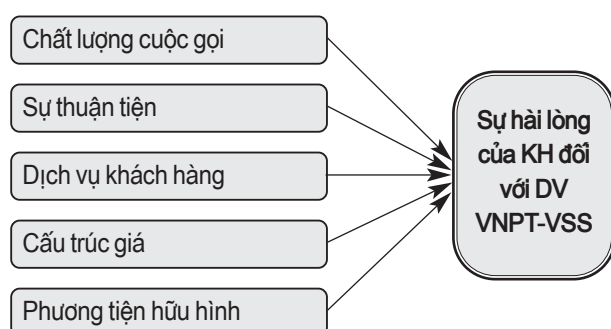 Chất lượng cuộc gọi
Sự thuận tiện
Dịch vụ khách hàng
Cấu trúc giá
Phương tiện hữu hình
Sự hài lòng
của KH đối
với DV
VNPT-VSS